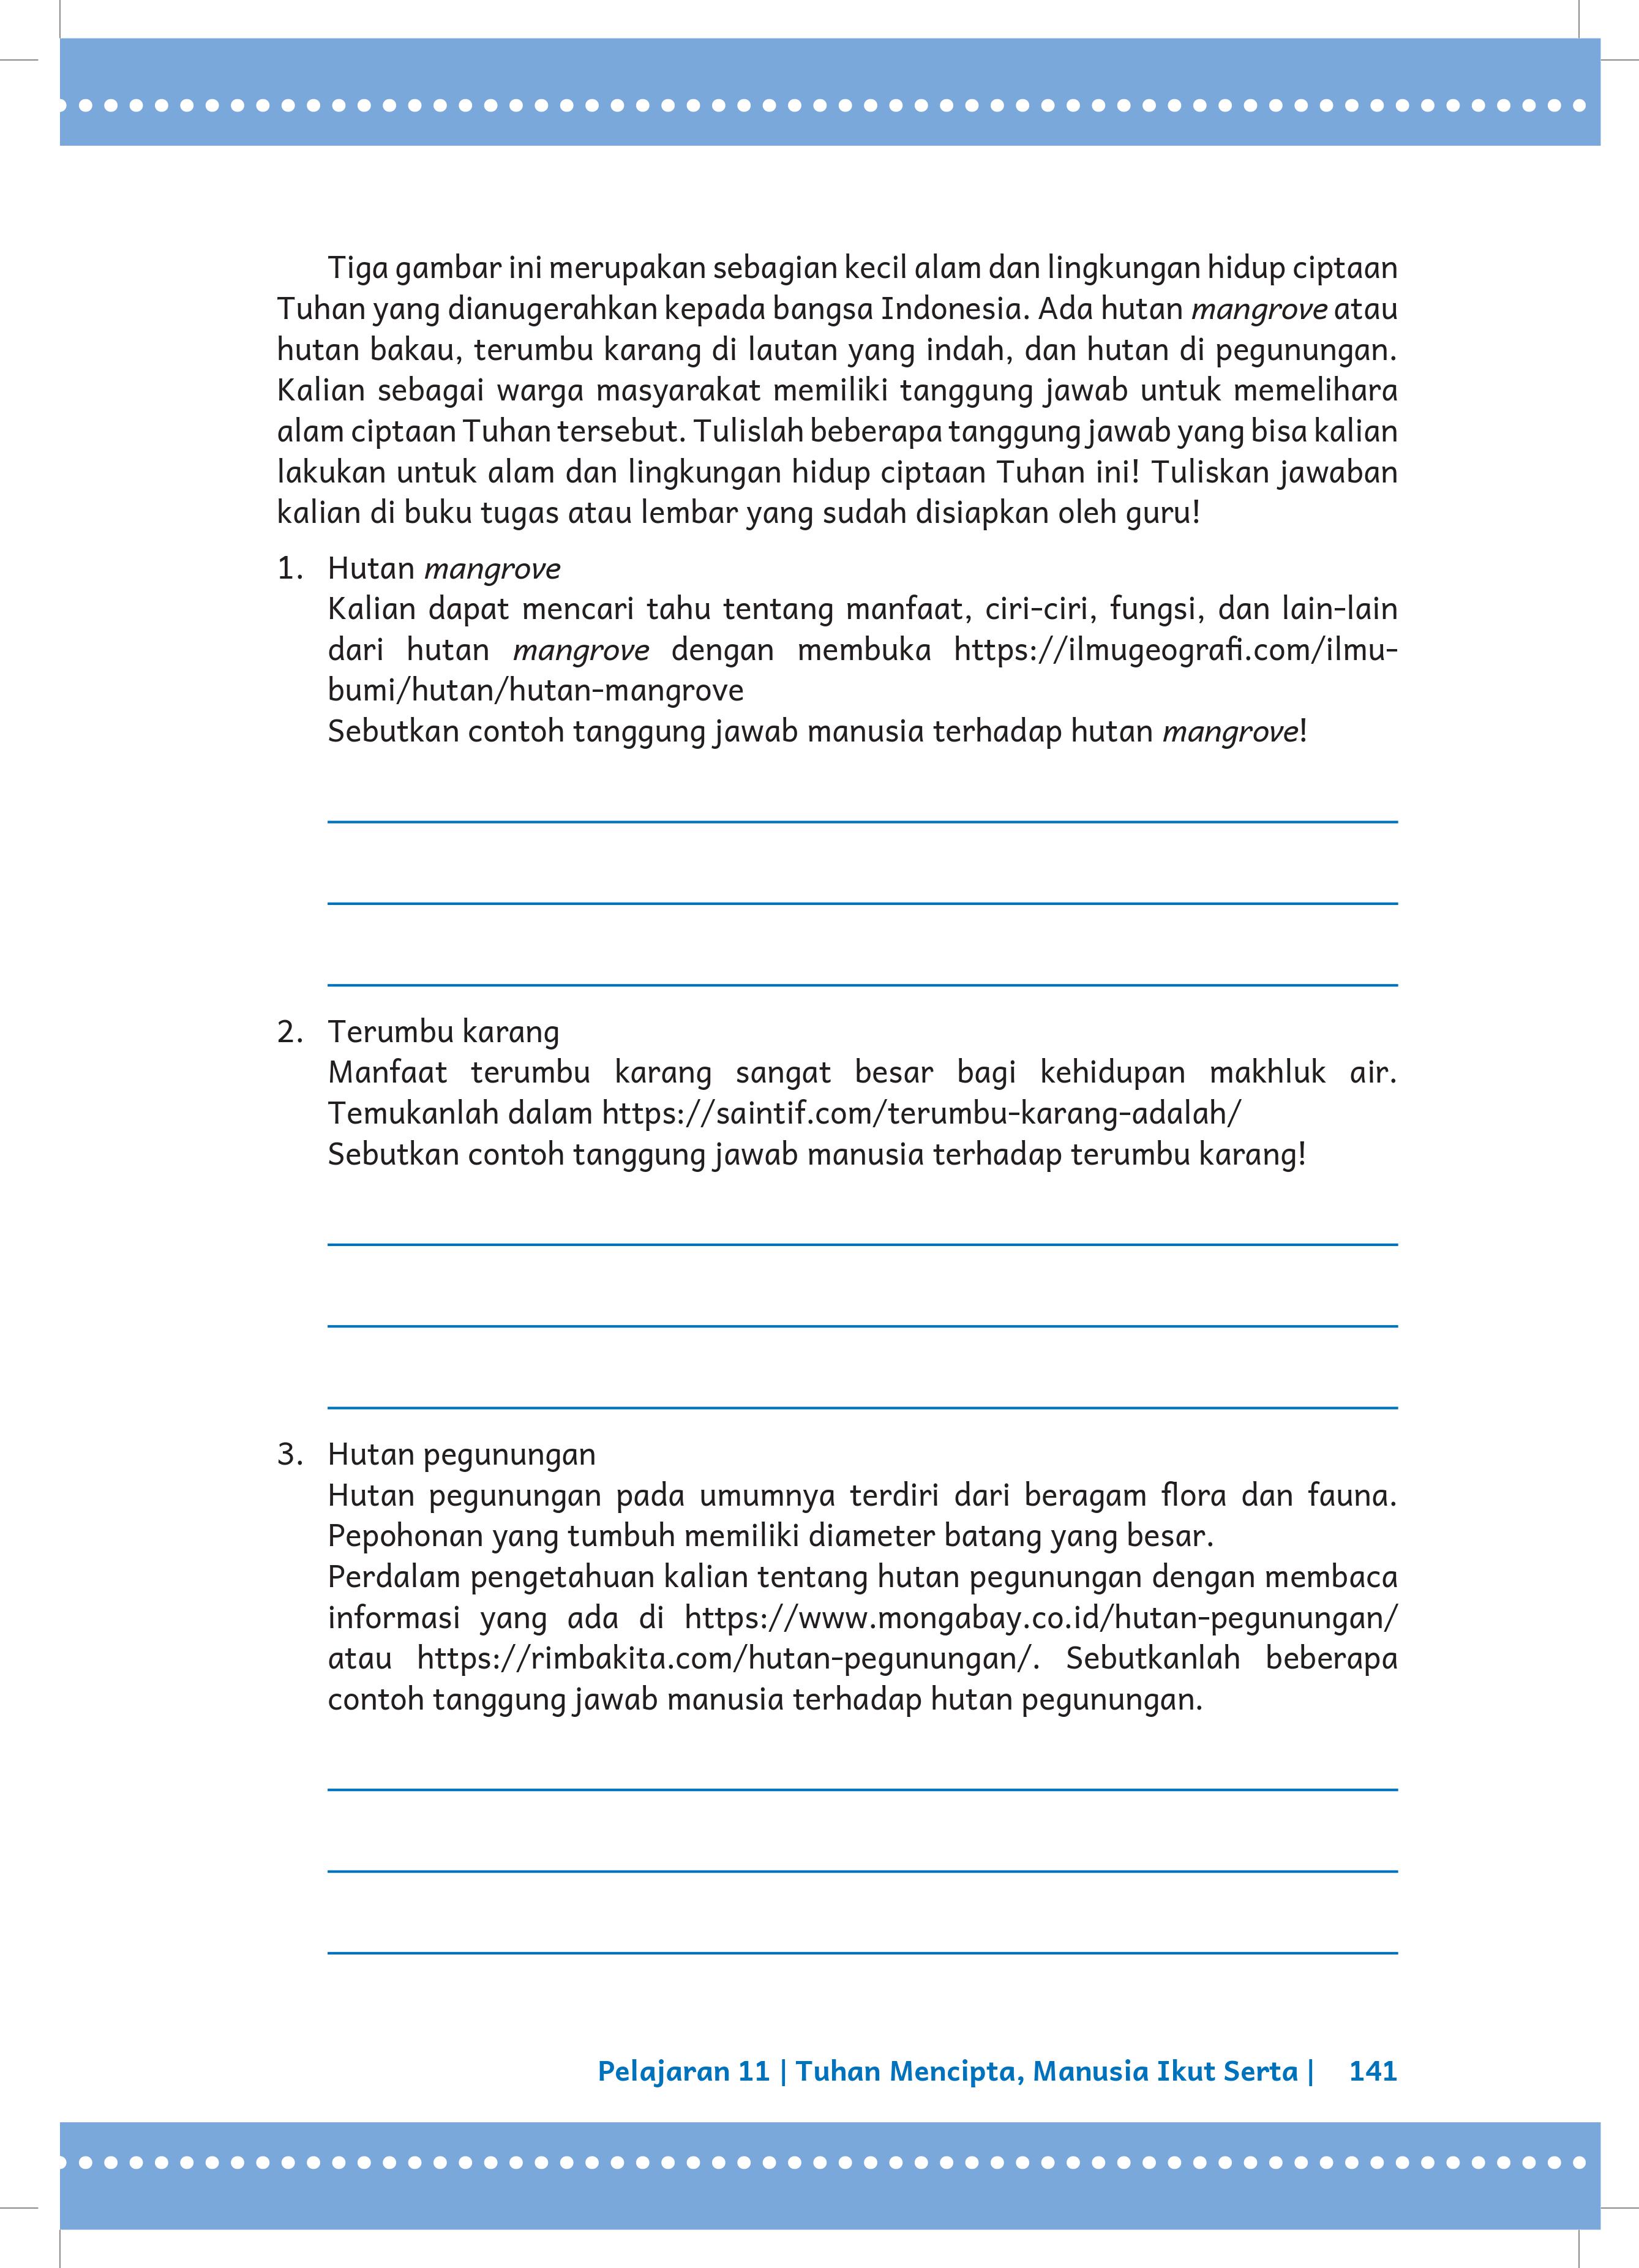 Tiga gambar ini merupakan sebagian kecil alam dan lingkungan hidup ciptaan
Tuhan yang dianugerahkan kepada bangsa Indonesia. Ada hutan mangrove atau
hutan bakau, terumbu karang di lautan yang indah, dan hutan di pegunungan.
Kalian sebagai warga masyarakat memiliki tanggung jawab untuk memelihara
alam ciptaan Tuhan tersebut. Tulislah beberapa tanggung jawab yang bisa kalian
lakukan untuk alam dan lingkungan hidup ciptaan Tuhan ini! Tuliskan jawaban
kalian di buku tugas atau lembar yang sudah disiapkan oleh guru!
1. Hutan mangrove
Kalian dapat mencari tahu tentang manfaat, ciri-ciri, fungsi, dan lain-lain
dari hutan mangrove dengan membuka https://ilmugeografi.com/ilmu-
bumi/hutan/hutan-mangrove
Sebutkan contoh tanggung jawab manusia terhadap hutan mangrove!
2. Terumbu karang
Manfaat terumbu karang sangat besar bagi kehidupan makhluk air.
Temukanlah dalam https://saintif.com/terumbu-karang-adalah/
Sebutkan contoh tanggung jawab manusia terhadap terumbu karang!
3. Hutan pegunungan
Hutan pegunungan pada umumnya terdiri dari beragam flora dan fauna.
Pepohonan yang tumbuh memiliki diameter batang yang besar.
Perdalam pengetahuan kalian tentang hutan pegunungan dengan membaca
informasi yang ada di https://www.mongabay.co.id/hutan-pegunungan/
atau https://rimbakita.com/hutan-pegunungan/. Sebutkanlah beberapa
contoh tanggung jawab manusia terhadap hutan pegunungan.
Pelajaran 11 | Tuhan Mencipta, Manusia Ikut Serta | 141